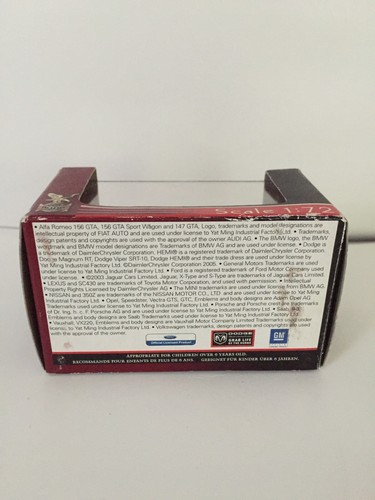 scale 1:72
• Alfa Romeo 156 GTA, 156 GTA Sport Wagon and 147 GTA, Logo, trademarks and model designations are
intellectual property of FIAT AUTO and are used under license to Yat Ming Industrial Factory Ltd. • Trademarks,
design patents and copyrights are used with the approval of the owner AUDI AG. • The BMW logo, the BMW
wordmark and BMW model designations are Trademarks of BMW AG and are used under license. • Dodge is
a trademark of DaimlerChrysler Corporation. HEMI® is a registered trademark of DaimlerChrysler Corporation.
Dodge Magnum RT, Dodge Viper SRT-10, Dodge HEMI® and their trade dress are used under license by
Yat Ming Industrial Factory Ltd. ©DaimlerChrysler Corporation 2005. • General Motors Trademarks are used
under license to Yat Ming Industrial Factory Ltd. • Ford is a registered trademark of Ford Motor Company used
under license. • ©2003 Jaguar Cars Limited. Jaguar, X-Type and S-Type are trademarks of Jaguar Cars Limited.
• LEXUS and SC430 are trademarks of Toyota Motor Corporation, and used with permission. • Intellectual
Property Rights Licensed by DaimlerChrysler AG • The MINI trademarks are used under license from BMW AG
• NISSAN and 350Z are trademarks of the NISSAN MOTOR CO., LTD. and are used under license to Yat Ming
Industrial Factory Ltd. • Opel, Speedster, Vectra GTS, GTC, Emblems and body designs are Adam Opel AG
Trademarks used under license to Yat Ming Industrial Factory Ltd. • Porsche and Porsche crest are trademarks
of Dr. Ing. h. c. F. Porsche AG and are used under license to Yat Ming Industrial Factory Ltd. • Saab,
Emblems and body designs are Saab Trademarks used under license to Yat Ming Industrial Factory Ltd.
• Vauxhall, VX220, Emblems and body designs are Vauxhall Motor Company Limited Trademarks used under
license, to Yat Ming Industrial Factory Ltd. • Volkswagen trademarks, design patents and copyrights are used
with the approval of the owner.
Ford
Official Licensed Product
DODGE
GRAB LIFE
BY THE HORNS
GM
APPROPRIATED FOR CHILDREN OVER 8 YEARS OLD.
RECOMMANDE POUR ENFANTS DE PLUS DE 8 ANS. GEEIGNET FÜR KINDER ÜBER 8 JAHREN.